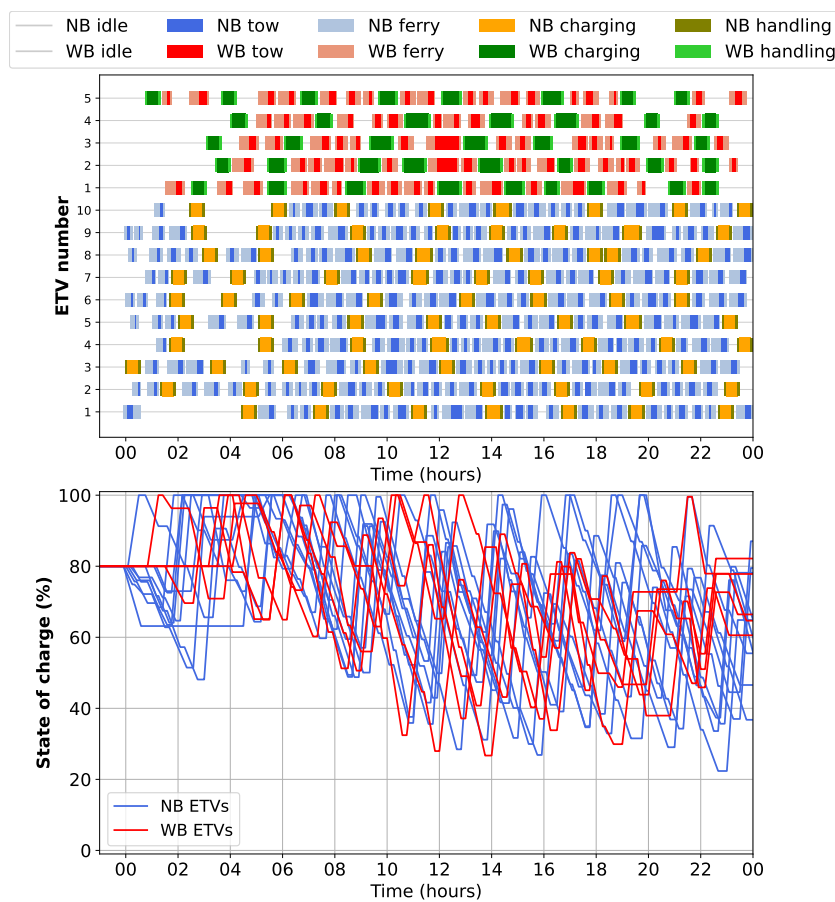 NB idle NB tow NB ferry NB charging NB handling
WB idle WB tow WB ferry WB charging WB handling
ETV number
5
4
3
2
1
10
9
8
7
6
5
4
3
2
1
00 02 04 06 08 10 12 14 16 18 20 22 00
Time (hours)
State of charge (%)
100
80
60
40
20
0
NB ETVs
WB ETVs
00 02 04 06 08 10 12 14 16 18 20 22 00
Time (hours)